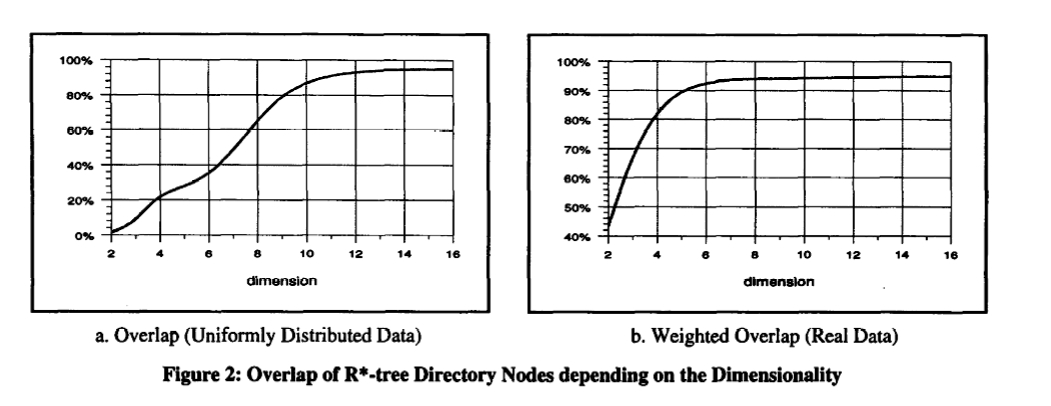 100%
80%
60%
40%
20%
0%
2 4 6 8 10 12 14 16
dimension
a. Overlap (Uniformly Distributed Data)
100%
90%
80%
70%
60%
50%
40%
2 4 6 8 10 12 14 16
dimension
b. Weighted Overlap (Real Data)
Figure 2: Overlap of R*-tree Directory Nodes depending on the Dimensionality